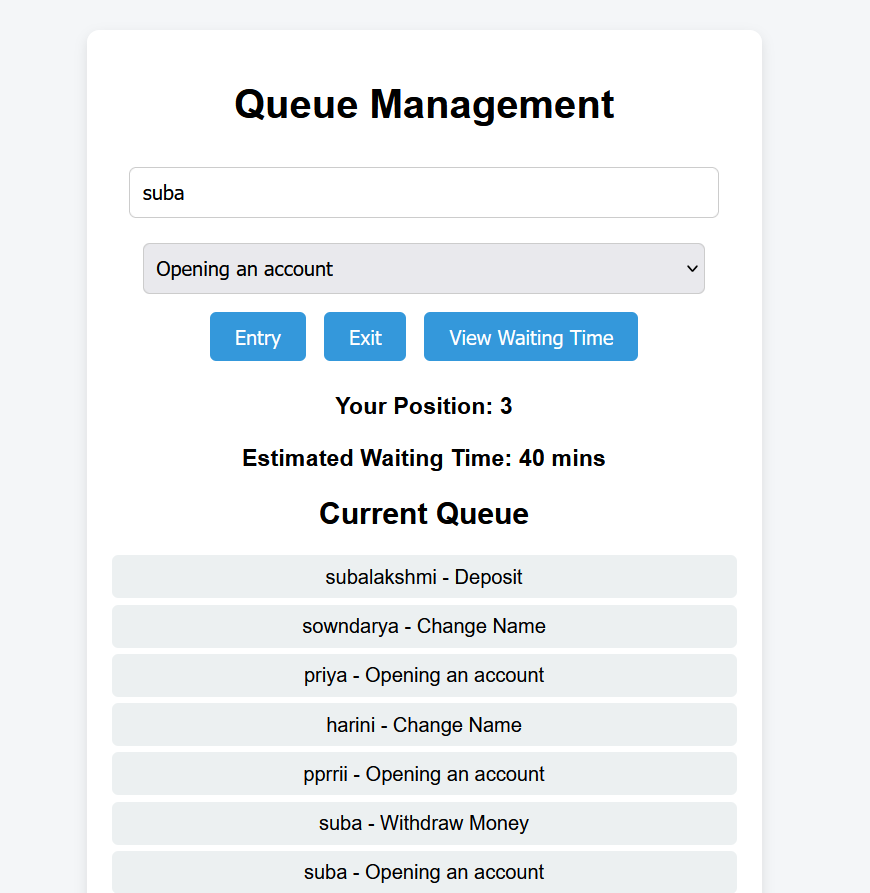 Queue Management
suba
Opening an account
Entry Exit View Waiting Time
Your Position: 3
Estimated Waiting Time: 40 mins
Current Queue
subalakshmi - Deposit
sowndarya - Change Name
priya - Opening an account
harini - Change Name
pprrii - Opening an account
suba - Withdraw Money
suba - Opening an account